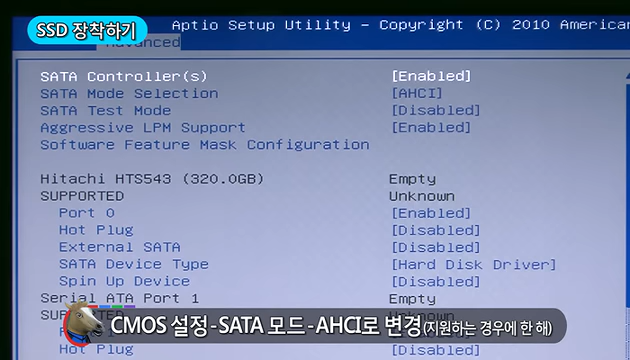 SSD 장착하기
Aptio Setup Utility - Copyright (C) 2010 American
Advanced
SATA Controller(s) [Enabled]
SATA Mode Selection [AHCI]
SATA Test Mode [Disabled]
Aggressive LPM Support [Enabled]
Software Feature Mask Configuration
Hitachi HTS543 (320.0GB) Empty
SUPPORTED Unknown
Port 0 [Enabled]
Hot Plug [Disabled]
External SATA [Disabled]
SATA Device Type [Hard Disk Driver]
Spin Up Device [Disabled]
Serial ATA Port 1 Empty
CMOS 설정-SATA 모드-AHCI로 변경(지원하는 경우에 한 해)
Hot Plug [Disabled]